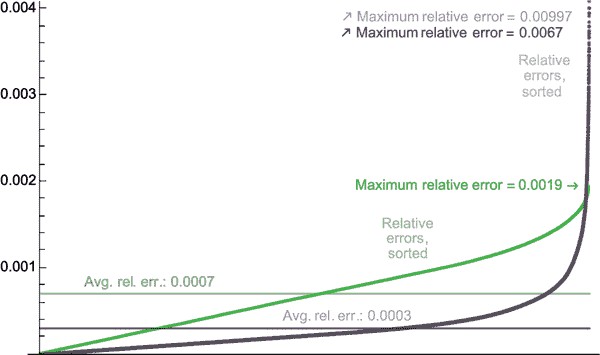 0.004
↗ Maximum relative error = 0.00997
↗ Maximum relative error = 0.0067
Relative
errors,
sorted
0.003
0.002
Maximum relative error = 0.0019 →
Relative
errors,
sorted
0.001
Avg. rel. err.: 0.0007
Avg. rel. err.: 0.0003
0